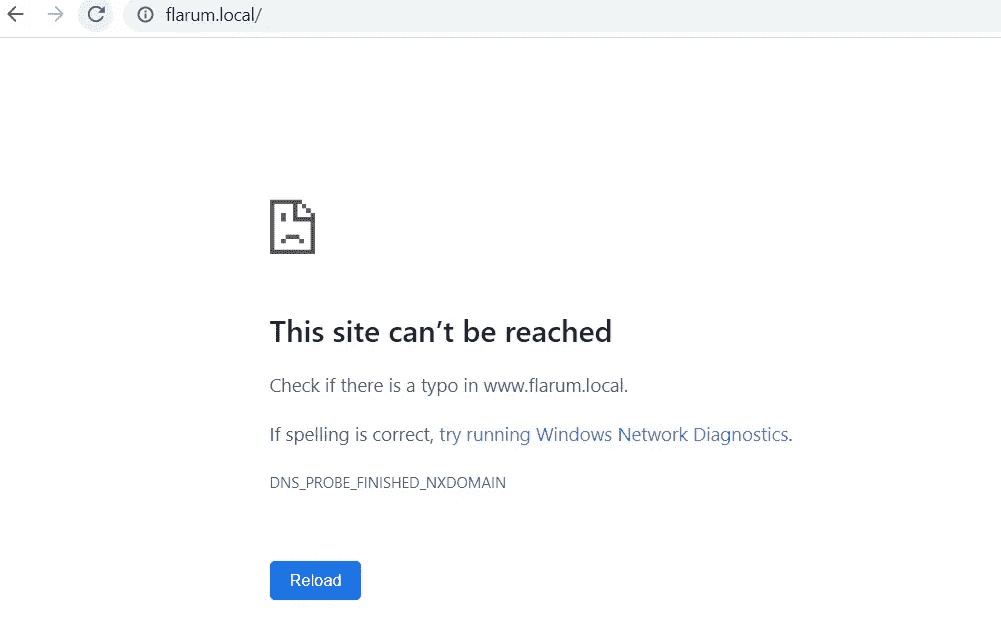 flarum.local/
This site can’t be reached
Check if there is a typo in www.flarum.local.
If spelling is correct, try running Windows Network Diagnostics.
DNS_PROBE_FINISHED_NXDOMAIN
Reload